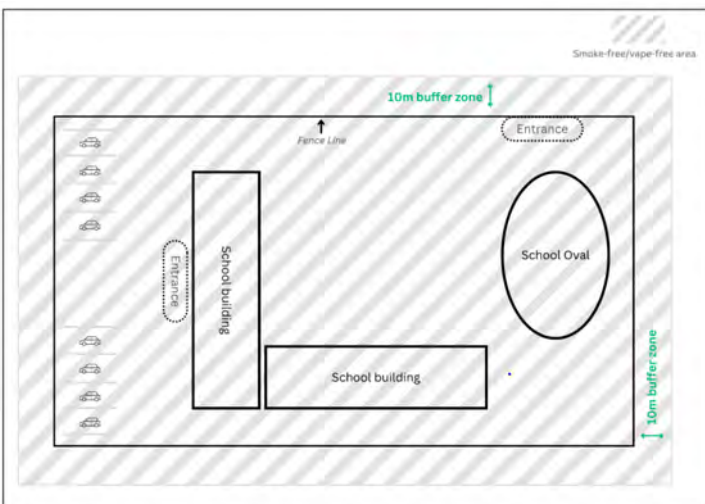 Smoke-free/vape-free area
10m buffer zone
Entrance
Fence Line
School building
Entrance
School Oval
School building
10m buffer zone